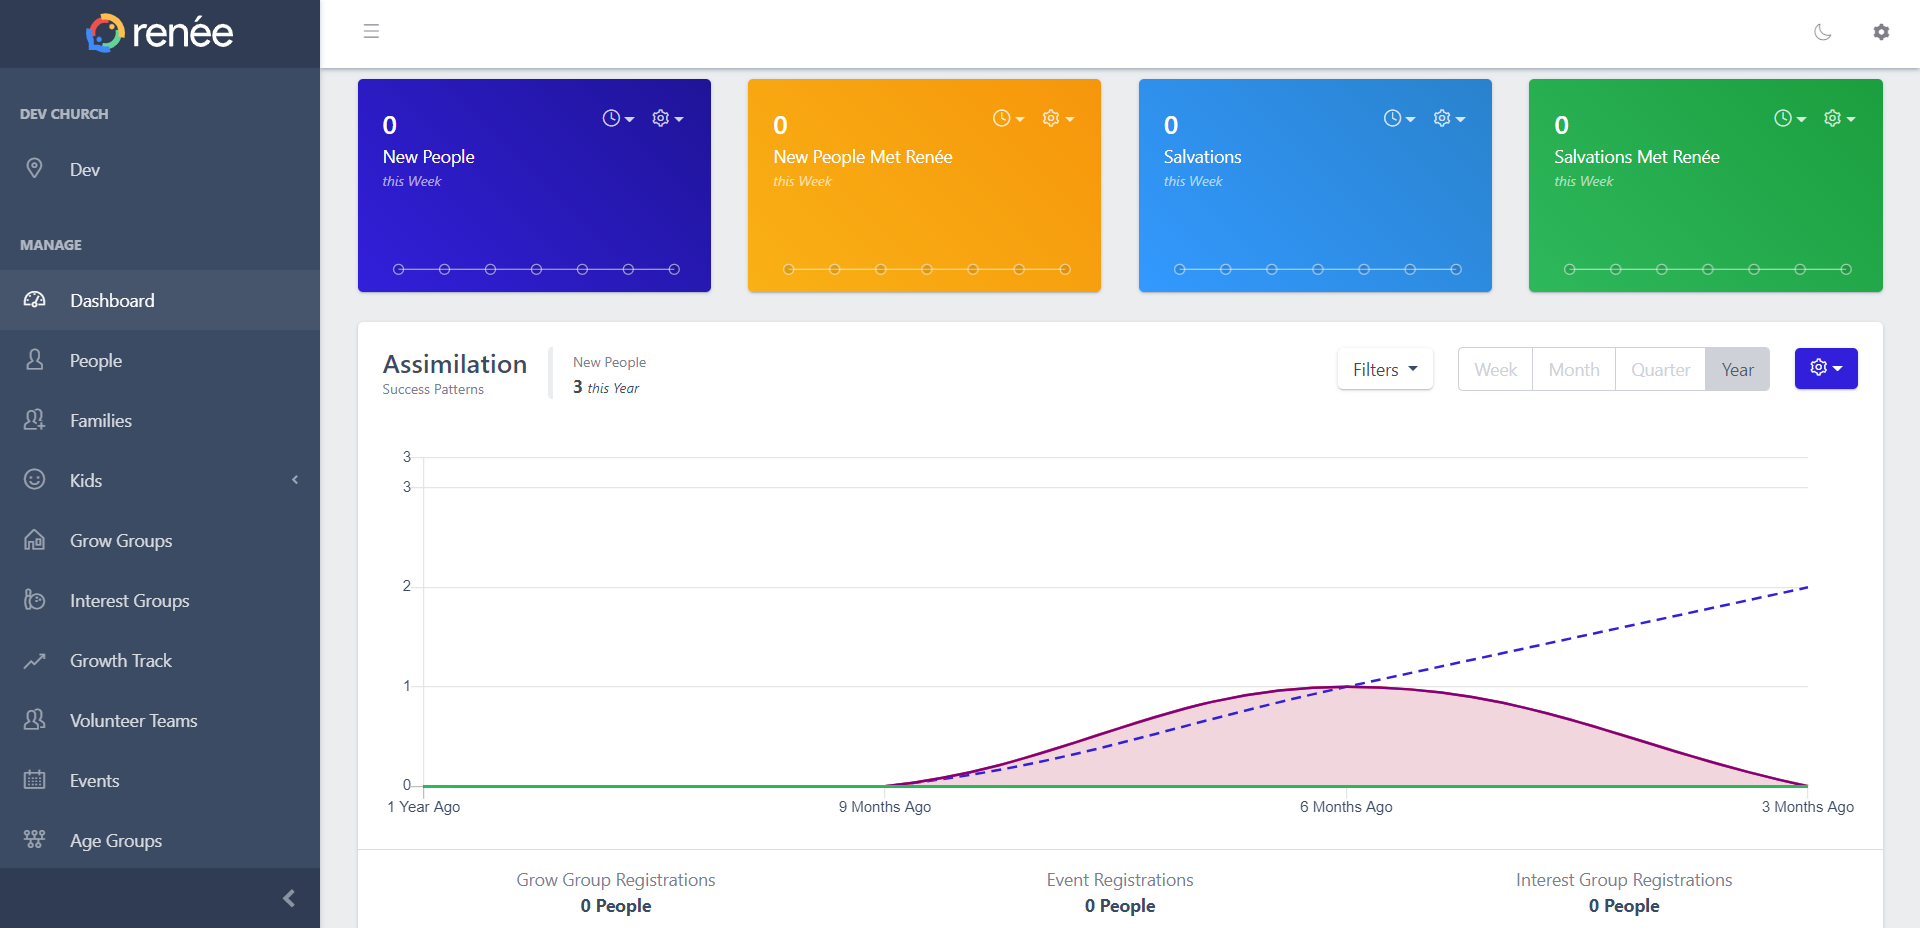 renée
DEV CHURCH
Dev
MANAGE
Dashboard
People
Families
Kids
Grow Groups
Interest Groups
Growth Track
Volunteer Teams
Events
Age Groups
0
New People
this Week
0
New People Met Renée
this Week
0
Salvations
this Week
0
Salvations Met Renée
this Week
Assimilation
Success Patterns
New People
3 this Year
Filters
Week Month Quarter Year
3
3
2
1
0
1 Year Ago 9 Months Ago 6 Months Ago 3 Months Ago
Grow Group Registrations
0 People
Event Registrations
0 People
Interest Group Registrations
0 People